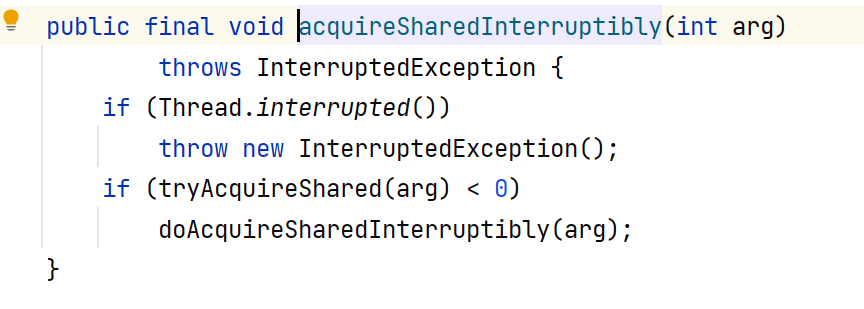 public final void acquireSharedInterruptibly(int arg)
        throws InterruptedException {
    if (Thread.interrupted())
        throw new InterruptedException();
    if (tryAcquireShared(arg) < 0)
        doAcquireSharedInterruptibly(arg);
}